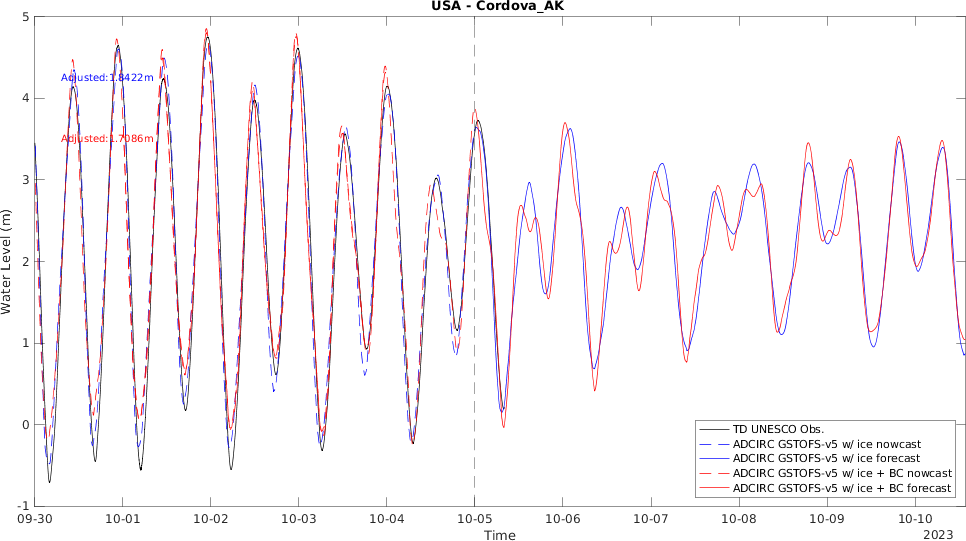 USA - Cordova_AK
5
4
3
2
1
0
-1
Water Level (m)
Adjusted:1.8422m
Adjusted:1.7086m
TD UNESCO Obs.
ADCIRC GSTOFS-v5 w/ ice nowcast
ADCIRC GSTOFS-v5 w/ ice forecast
ADCIRC GSTOFS-v5 w/ ice + BC nowcast
ADCIRC GSTOFS-v5 w/ ice + BC forecast
09-30 10-01 10-02 10-03 10-04 10-05 10-06 10-07 10-08 10-09 10-10
Time
2023